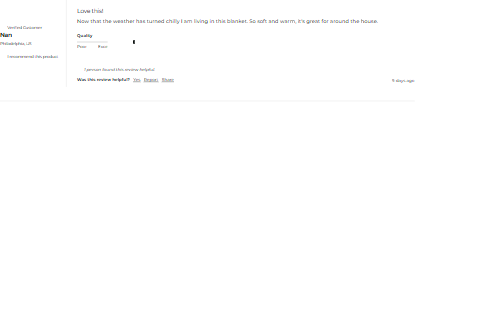 Verified Customer
Nan
Philadelphia, US
I recommend this product
Love this!
Now that the weather has turned chilly I am living in this blanket. So soft and warm, it's great for around the house.
Quality
Poor
1 person found this review helpful
Was this review helpful? Yes Report Share
9 days ago